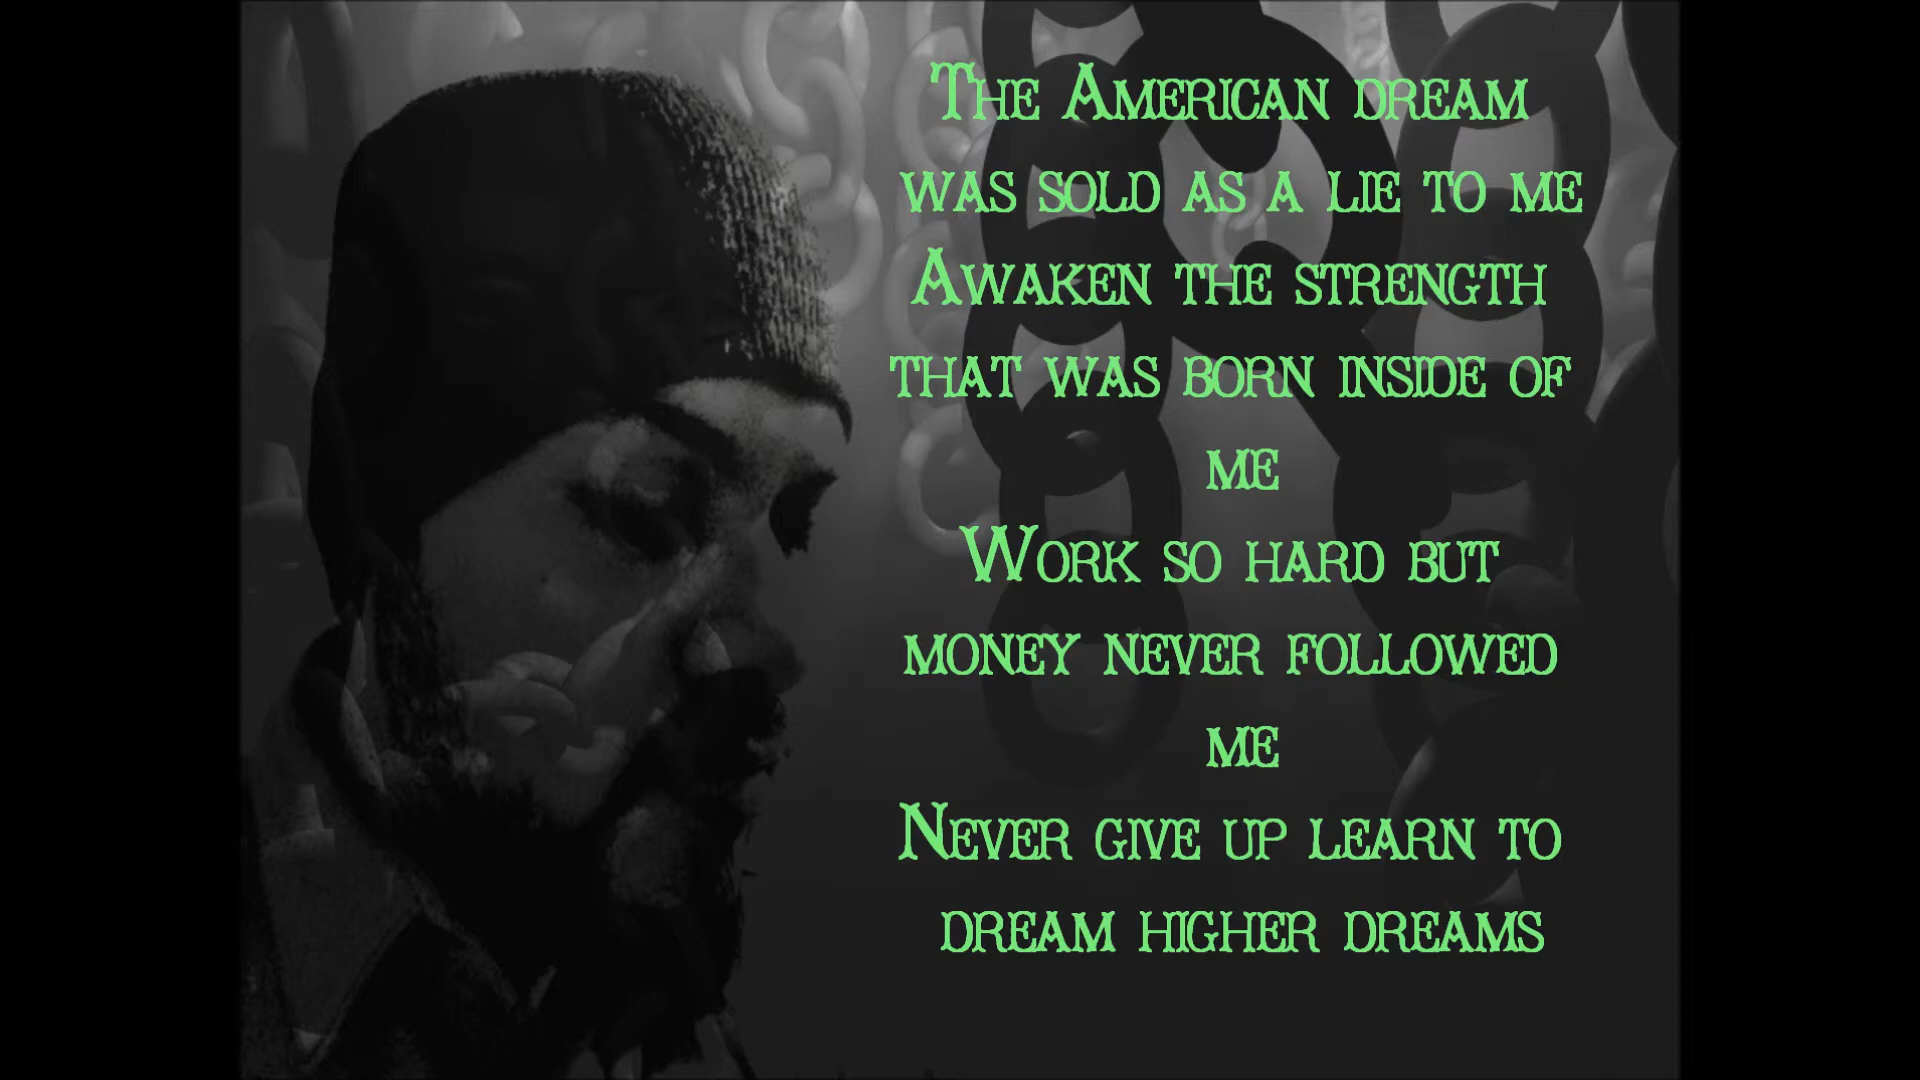 The American dream
was sold as a lie to me
Awaken the strength
that was born inside of
me
Work so hard but
money never followed
me
Never give up learn to
dream higher dreams